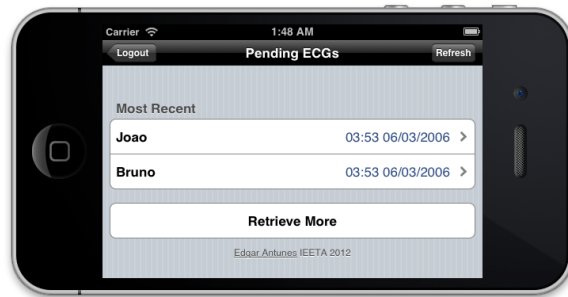 Carrier 1:48 AM
Logout Pending ECGs Refresh
Most Recent
Joao 03:53 06/03/2006
Bruno 03:53 06/03/2006
Retrieve More
Edgar Antunes IEETA 2012